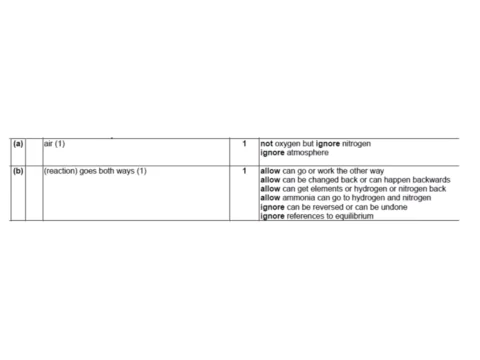 (a) air (1) 1 not oxygen but ignore nitrogen
ignore atmosphere
(b) (reaction) goes both ways (1) 1 allow can go or work the other way
allow can be changed back or can happen backwards
allow can get elements or hydrogen or nitrogen back
allow ammonia can go to hydrogen and nitrogen
ignore can be reversed or can be undone
ignore references to equilibrium